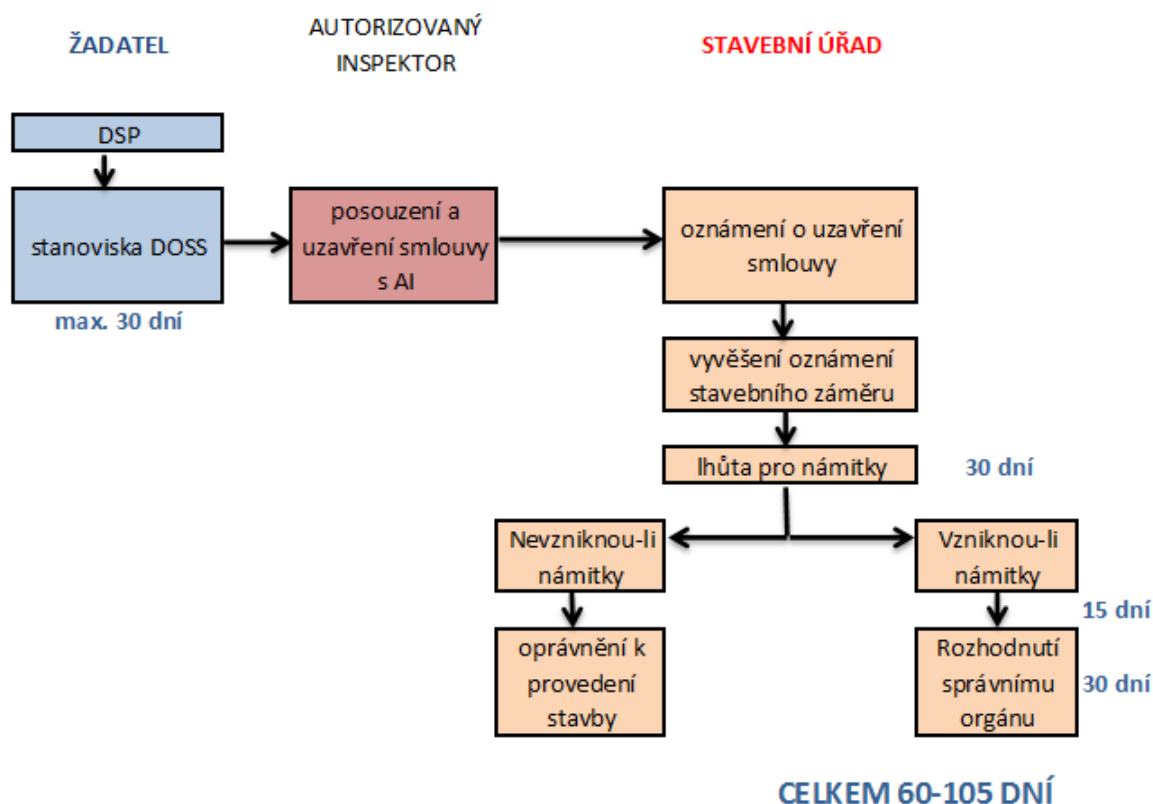 ŽADATEL
AUTORIZOVANÝ
INSPEKTOR
STAVEBNÍ ÚŘAD
DSP
stanoviska DOSS
max. 30 dní
posouzení a
uzavření smlouvy
s AI
oznámení o uzavření
smlouvy
vyvěšení oznámení
stavebního záměru
lhůta pro námitky
30 dní
Nevzniknou-li
námitky
Vzniknou-li
námitky
15 dní
oprávnění k
provedení
stavby
Rozhodnutí
správnímu
orgánu
30 dní
CELKEM 60-105 DNÍ